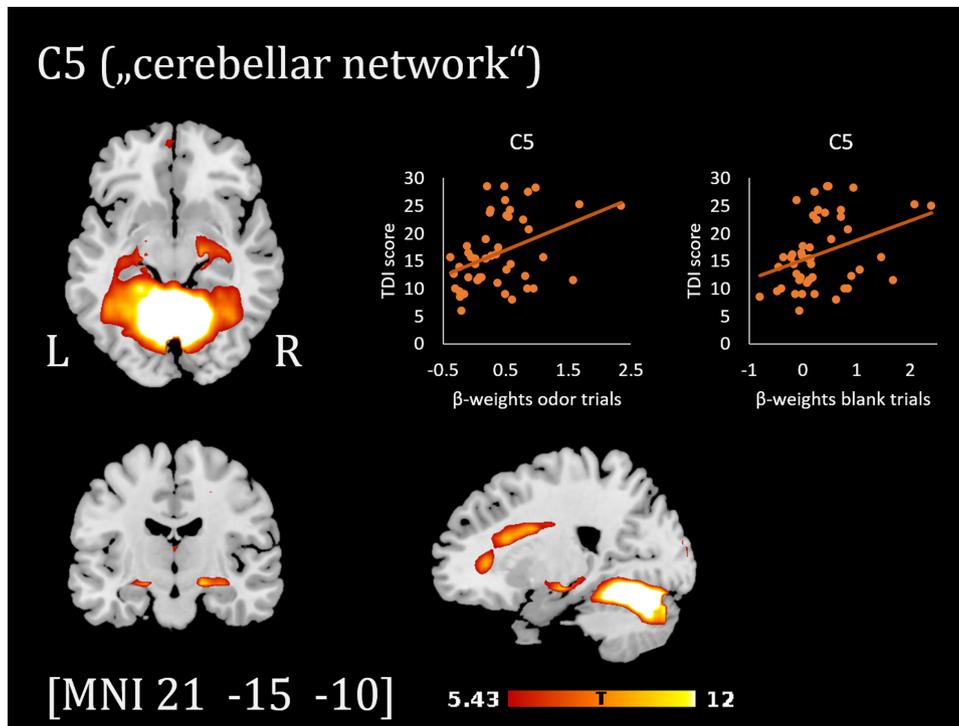 C5 („cerebellar network“)
C5
30
25
20
15
10
5
0
TDI score
-0.5 0.5 1.5 2.5
β-weights odor trials
C5
30
25
20
15
10
5
0
TDI score
-1 0 1 2
β-weights blank trials
L R
[MNI 21 -15 -10]
5.43 T 12